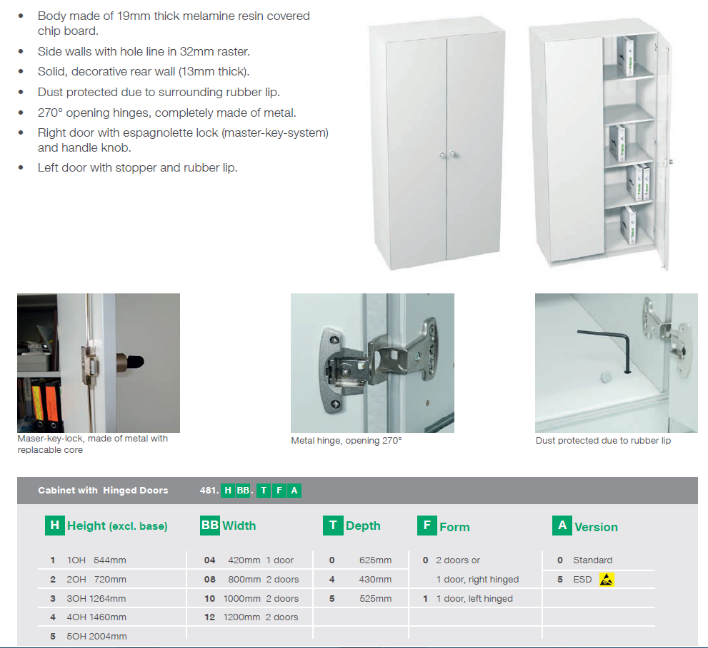 • Body made of 19mm thick melamine resin covered
chip board.
• Side walls with hole line in 32mm raster.
• Solid, decorative rear wall (13mm thick).
• Dust protected due to surrounding rubber lip.
• 270° opening hinges, completely made of metal.
• Right door with espagnolette lock (master-key-system)
and handle knob.
• Left door with stopper and rubber lip.
Maser-key-lock, made of metal with
replacable core
Metal hinge, opening 270°
Dust protected due to rubber lip
Cabinet with Hinged Doors 481. H BB. T F A
H Height (excl. base) BB Width T Depth F Form A Version
1 1OH 544mm 04 420mm 1 door 0 625mm 0 2 doors or 0 Standard
2 2OH 720mm 08 800mm 2 doors 4 430mm 1 door, right hinged 5 ESD
3 3OH 1264mm 10 1000mm 2 doors 5 525mm 1 1 door, left hinged
4 4OH 1460mm 12 1200mm 2 doors
5 5OH 2004mm